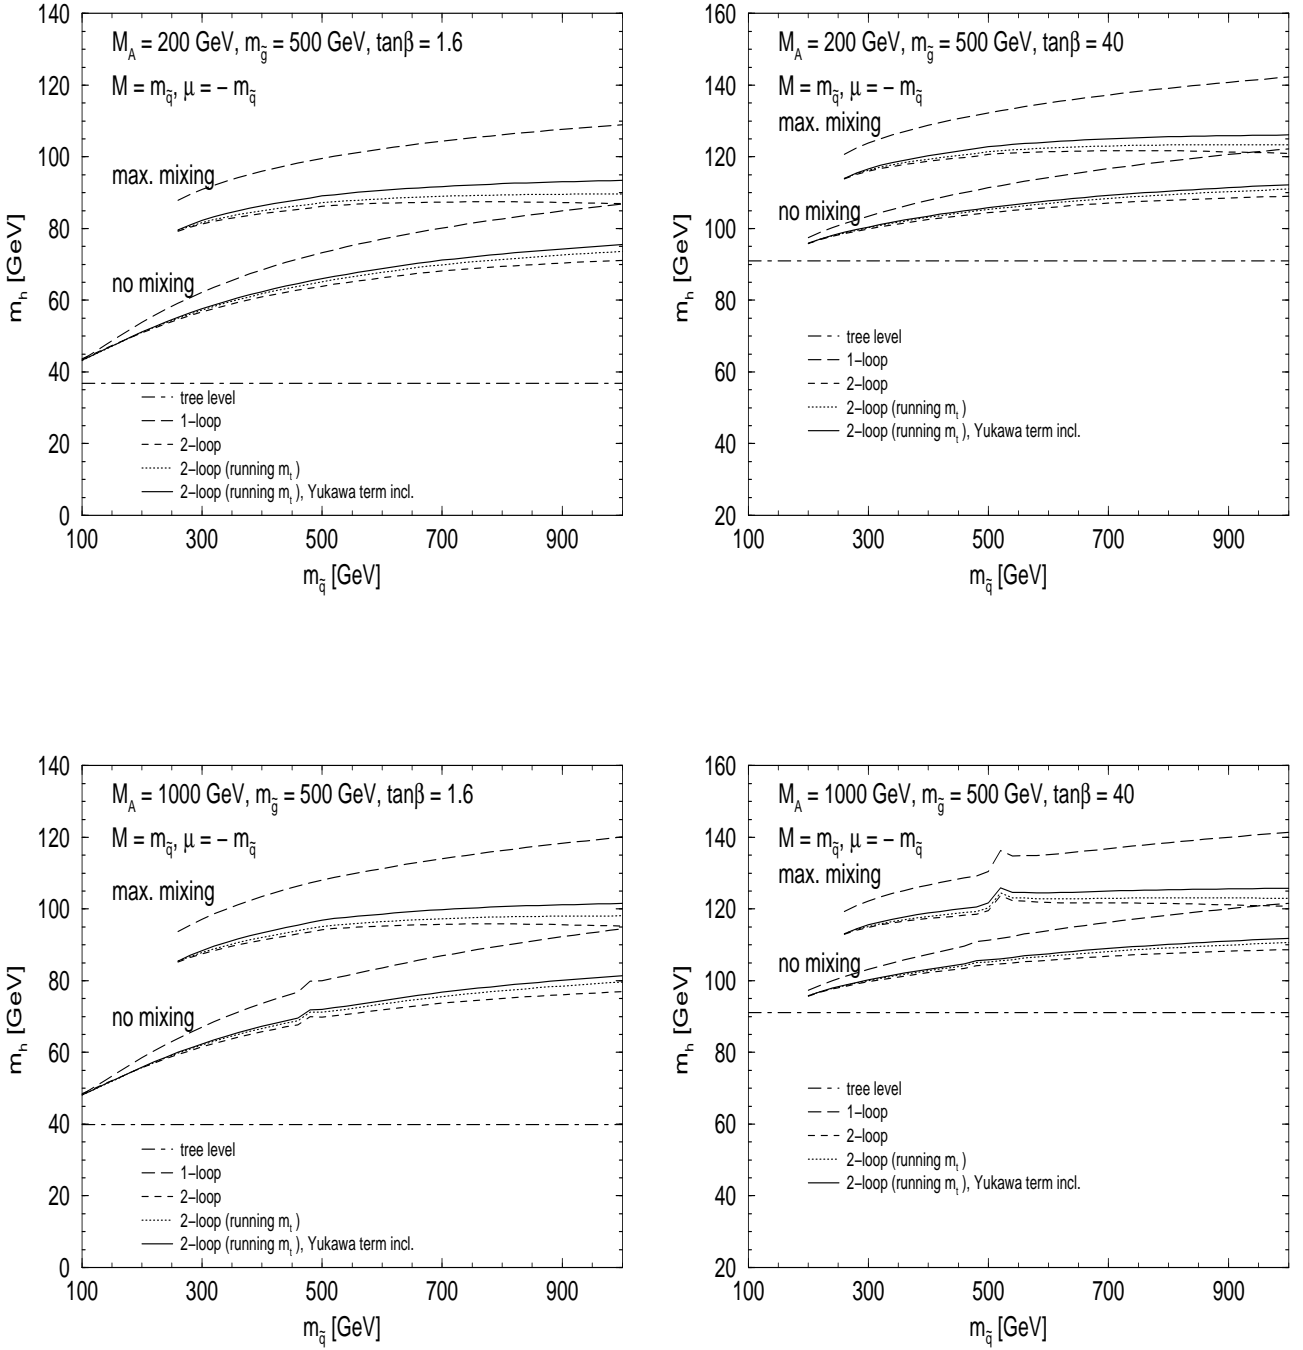 140
120
100
80
60
40
20
0
m_h [GeV]
M_A = 200 GeV, m_g̃ = 500 GeV, tanβ = 1.6
M = m_q̃, μ = − m_q̃
max. mixing
no mixing
tree level
1−loop
2−loop
2−loop (running m_t )
2−loop (running m_t ), Yukawa term incl.
100 300 500 700 900
m_q̃ [GeV]
160
140
120
100
80
60
40
20
m_h [GeV]
M_A = 200 GeV, m_g̃ = 500 GeV, tanβ = 40
M = m_q̃, μ = − m_q̃
max. mixing
no mixing
tree level
1−loop
2−loop
2−loop (running m_t )
2−loop (running m_t ), Yukawa term incl.
100 300 500 700 900
m_q̃ [GeV]
140
120
100
80
60
40
20
0
m_h [GeV]
M_A = 1000 GeV, m_g̃ = 500 GeV, tanβ = 1.6
M = m_q̃, μ = − m_q̃
max. mixing
no mixing
tree level
1−loop
2−loop
2−loop (running m_t )
2−loop (running m_t ), Yukawa term incl.
100 300 500 700 900
m_q̃ [GeV]
160
140
120
100
80
60
40
20
m_h [GeV]
M_A = 1000 GeV, m_g̃ = 500 GeV, tanβ = 40
M = m_q̃, μ = − m_q̃
max. mixing
no mixing
tree level
1−loop
2−loop
2−loop (running m_t )
2−loop (running m_t ), Yukawa term incl.
100 300 500 700 900
m_q̃ [GeV]